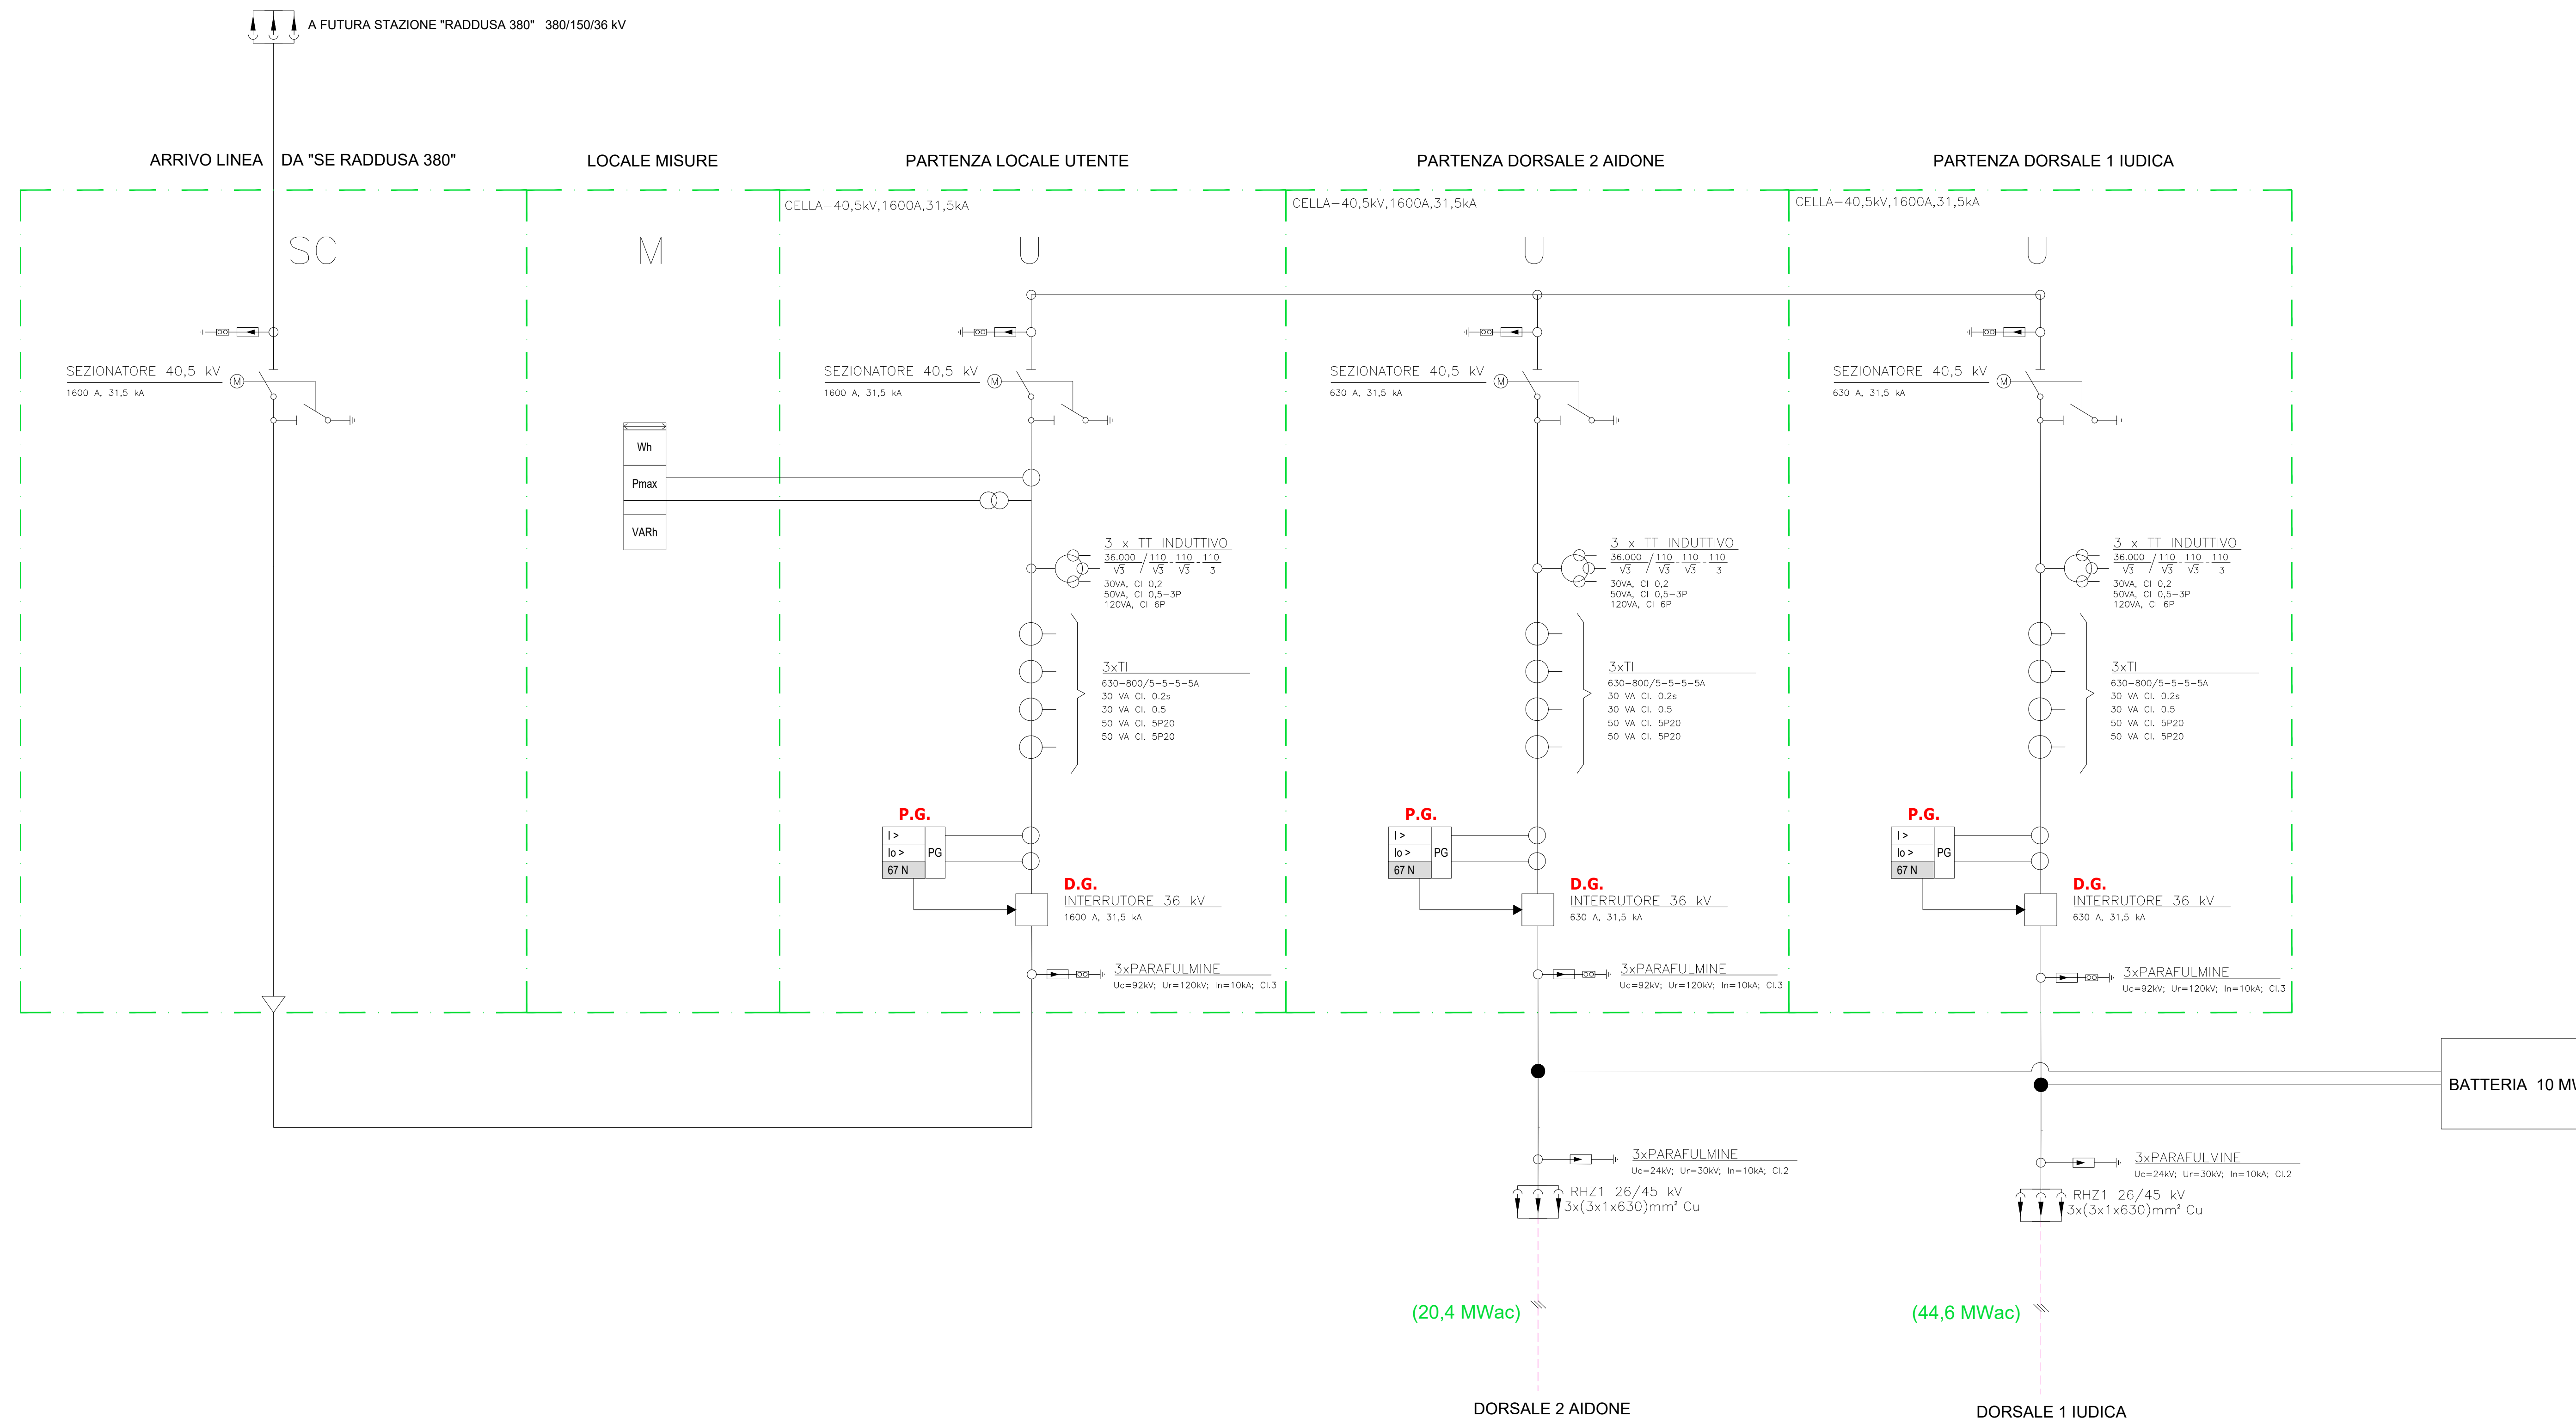 A FUTURA STAZIONE "RADDUSA 380" 380/150/36 kV
ARRIVO LINEA DA "SE RADDUSA 380"
LOCALE MISURE
PARTENZA LOCALE UTENTE
PARTENZA DORSALE 2 AIDONE
PARTENZA DORSALE 1 IUDICA
SC
SEZIONATORE 40,5 kV
1600 A, 31,5 kA
M
M
Wh
Pmax
VARh
CELLA-40,5kV,1600A,31,5kA
U
SEZIONATORE 40,5 kV
1600 A, 31,5 kA
M
3 x TT INDUTTIVO
36.000/√3 / 110/√3 - 110/√3 - 110/3
30VA, Cl 0,2
50VA, Cl 0,5-3P
120VA, Cl 6P
3xTI
630-800/5-5-5-5A
30 VA Cl. 0.2s
30 VA Cl. 0.5
50 VA Cl. 5P20
50 VA Cl. 5P20
P.G.
I >
Io > PG
67 N
D.G.
INTERRUTORE 36 kV
1600 A, 31,5 kA
3xPARAFULMINE
Uc=92kV; Ur=120kV; In=10kA; Cl.3
CELLA-40,5kV,1600A,31,5kA
U
SEZIONATORE 40,5 kV
630 A, 31,5 kA
M
3 x TT INDUTTIVO
36.000/√3 / 110/√3 - 110/√3 - 110/3
30VA, Cl 0,2
50VA, Cl 0,5-3P
120VA, Cl 6P
3xTI
630-800/5-5-5-5A
30 VA Cl. 0.2s
30 VA Cl. 0.5
50 VA Cl. 5P20
50 VA Cl. 5P20
P.G.
I >
Io > PG
67 N
D.G.
INTERRUTORE 36 kV
630 A, 31,5 kA
3xPARAFULMINE
Uc=92kV; Ur=120kV; In=10kA; Cl.3
3xPARAFULMINE
Uc=24kV; Ur=30kV; In=10kA; Cl.2
RHZ1 26/45 kV
3x(3x1x630)mm² Cu
(20,4 MWac)
DORSALE 2 AIDONE
CELLA-40,5kV,1600A,31,5kA
U
SEZIONATORE 40,5 kV
630 A, 31,5 kA
M
3 x TT INDUTTIVO
36.000/√3 / 110/√3 - 110/√3 - 110/3
30VA, Cl 0,2
50VA, Cl 0,5-3P
120VA, Cl 6P
3xTI
630-800/5-5-5-5A
30 VA Cl. 0.2s
30 VA Cl. 0.5
50 VA Cl. 5P20
50 VA Cl. 5P20
P.G.
I >
Io > PG
67 N
D.G.
INTERRUTORE 36 kV
630 A, 31,5 kA
3xPARAFULMINE
Uc=92kV; Ur=120kV; In=10kA; Cl.3
3xPARAFULMINE
Uc=24kV; Ur=30kV; In=10kA; Cl.2
RHZ1 26/45 kV
3x(3x1x630)mm² Cu
(44,6 MWac)
DORSALE 1 IUDICA
BATTERIA 10